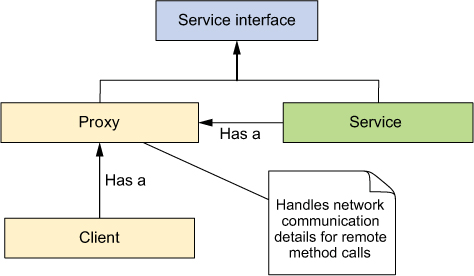 Service interface
Proxy
Service
Has a
Has a
Handles network
communication
details for remote
method calls
Client